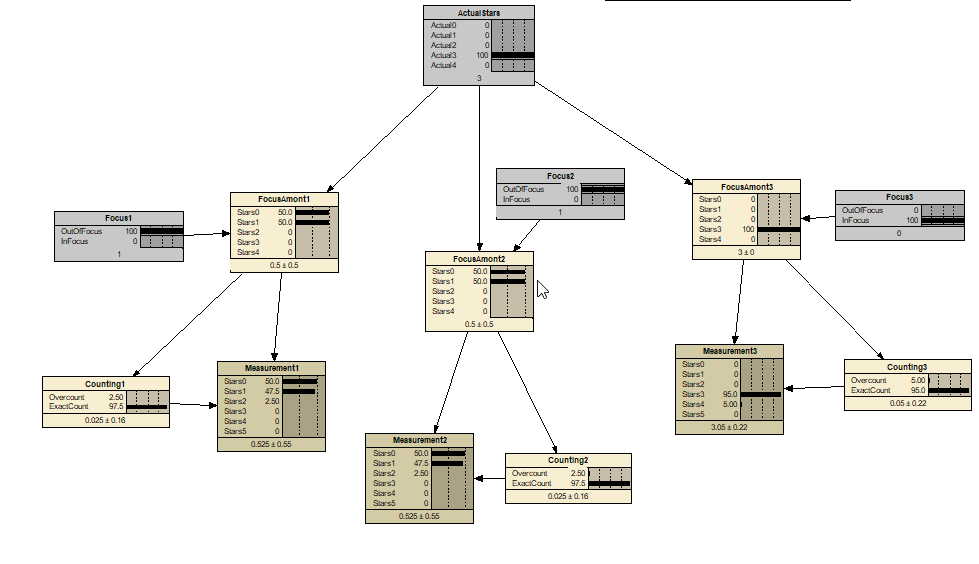 ActualStars
Actual0 0
Actual1 0
Actual2 0
Actual3 100
Actual4 0
3
Focus2
OutOfFocus 100
InFocus 0
1
FocusAmont3
Stars0 0
Stars1 0
Stars2 0
Stars3 100
Stars4 0
3 ± 0
Focus3
OutOfFocus 0
InFocus 100
0
FocusAmont1
Stars0 50.0
Stars1 50.0
Stars2 0
Stars3 0
Stars4 0
0.5 ± 0.5
Focus1
OutOfFocus 100
InFocus 0
1
FocusAmont2
Stars0 50.0
Stars1 50.0
Stars2 0
Stars3 0
Stars4 0
0.5 ± 0.5
Measurement3
Stars0 0
Stars1 0
Stars2 0
Stars3 95.0
Stars4 5.00
Stars5 0
3.05 ± 0.22
Counting3
Overcount 5.00
ExactCount 95.0
0.05 ± 0.22
Measurement1
Stars0 50.0
Stars1 47.5
Stars2 2.50
Stars3 0
Stars4 0
Stars5 0
0.525 ± 0.55
Counting1
Overcount 2.50
ExactCount 97.5
0.025 ± 0.16
Measurement2
Stars0 50.0
Stars1 47.5
Stars2 2.50
Stars3 0
Stars4 0
Stars5 0
0.525 ± 0.55
Counting2
Overcount 2.50
ExactCount 97.5
0.025 ± 0.16